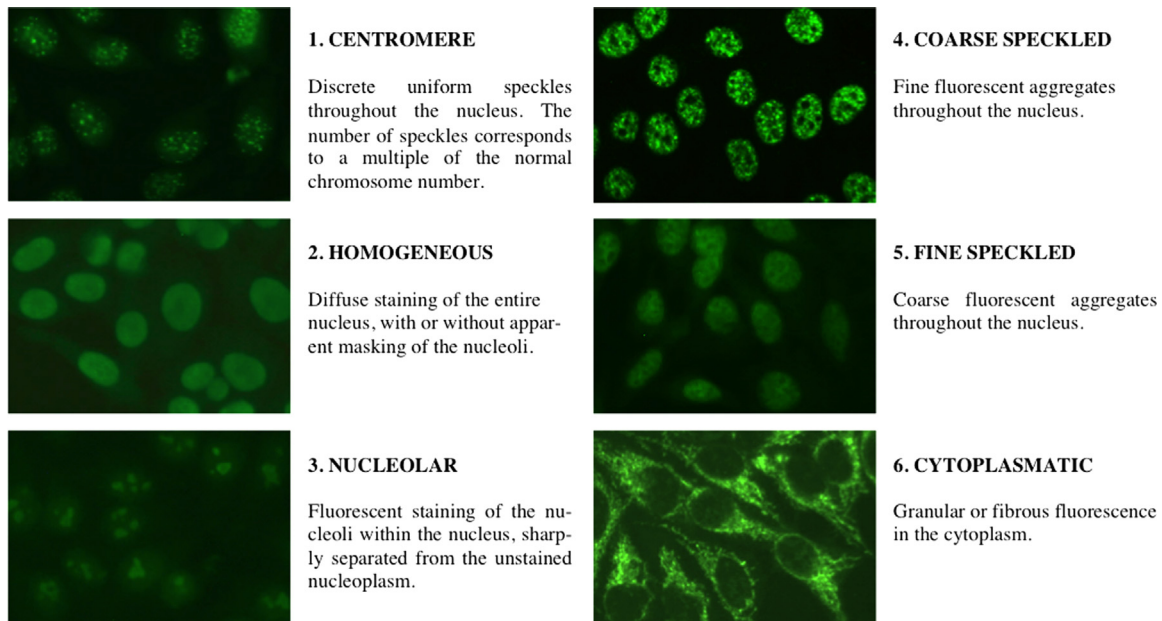 1. CENTROMERE
Discrete uniform speckles
throughout the nucleus. The
number of speckles corresponds
to a multiple of the normal
chromosome number.
2. HOMOGENEOUS
Diffuse staining of the entire
nucleus, with or without appar-
ent masking of the nucleoli.
3. NUCLEOLAR
Fluorescent staining of the nu-
cleoli within the nucleus, sharp-
ly separated from the unstained
nucleoplasm.
4. COARSE SPECKLED
Fine fluorescent aggregates
throughout the nucleus.
5. FINE SPECKLED
Coarse fluorescent aggregates
throughout the nucleus.
6. CYTOPLASMATIC
Granular or fibrous fluorescence
in the cytoplasm.